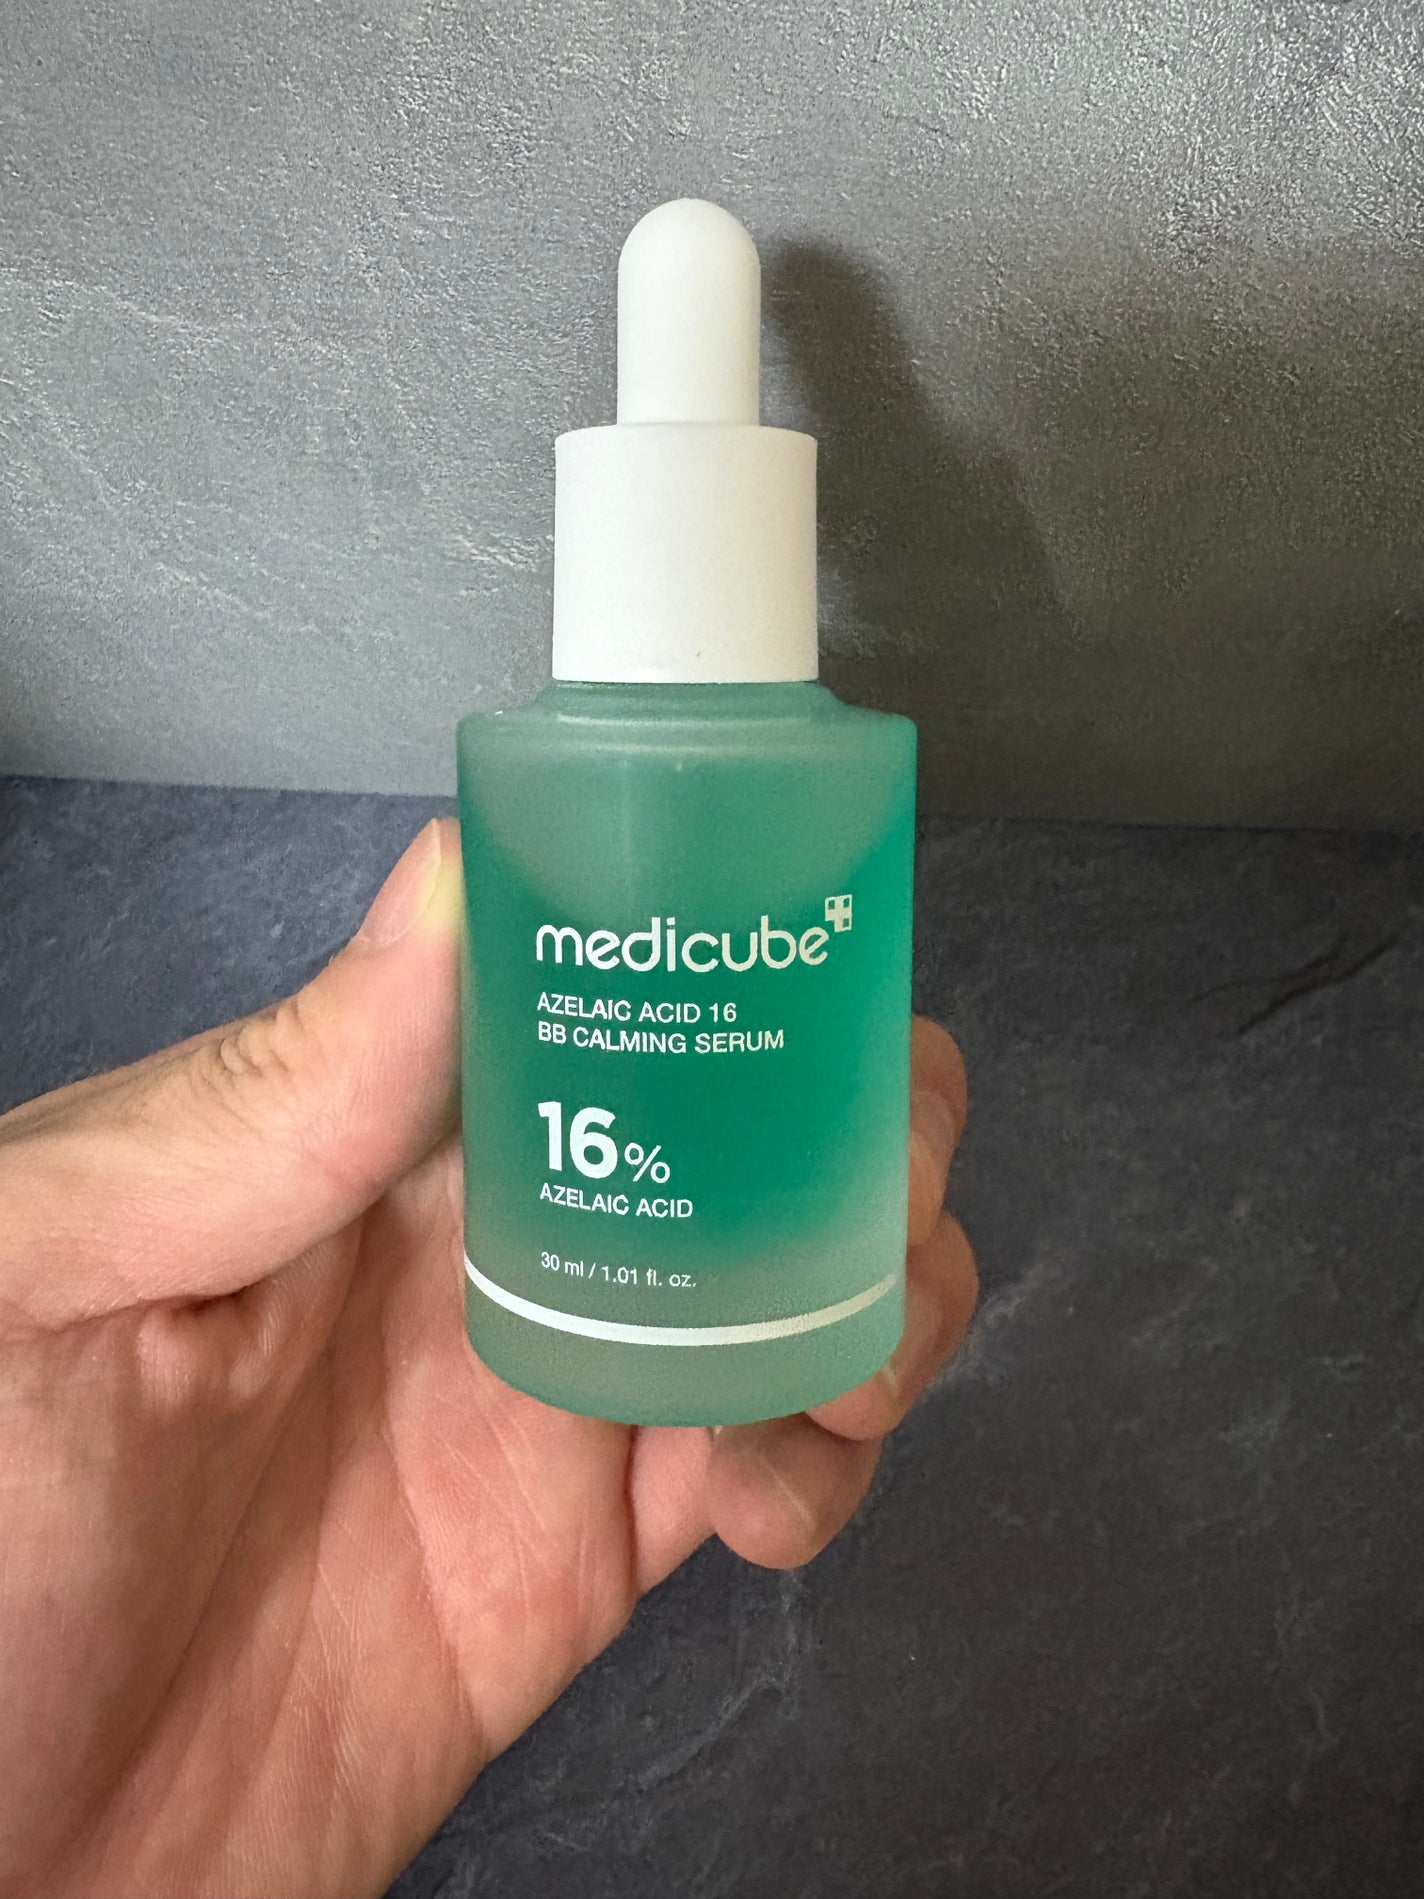 medicube
AZELAIC ACID 16
BB CALMING SERUM
16%
AZELAIC ACID
30 ml / 1.01 fl. oz.